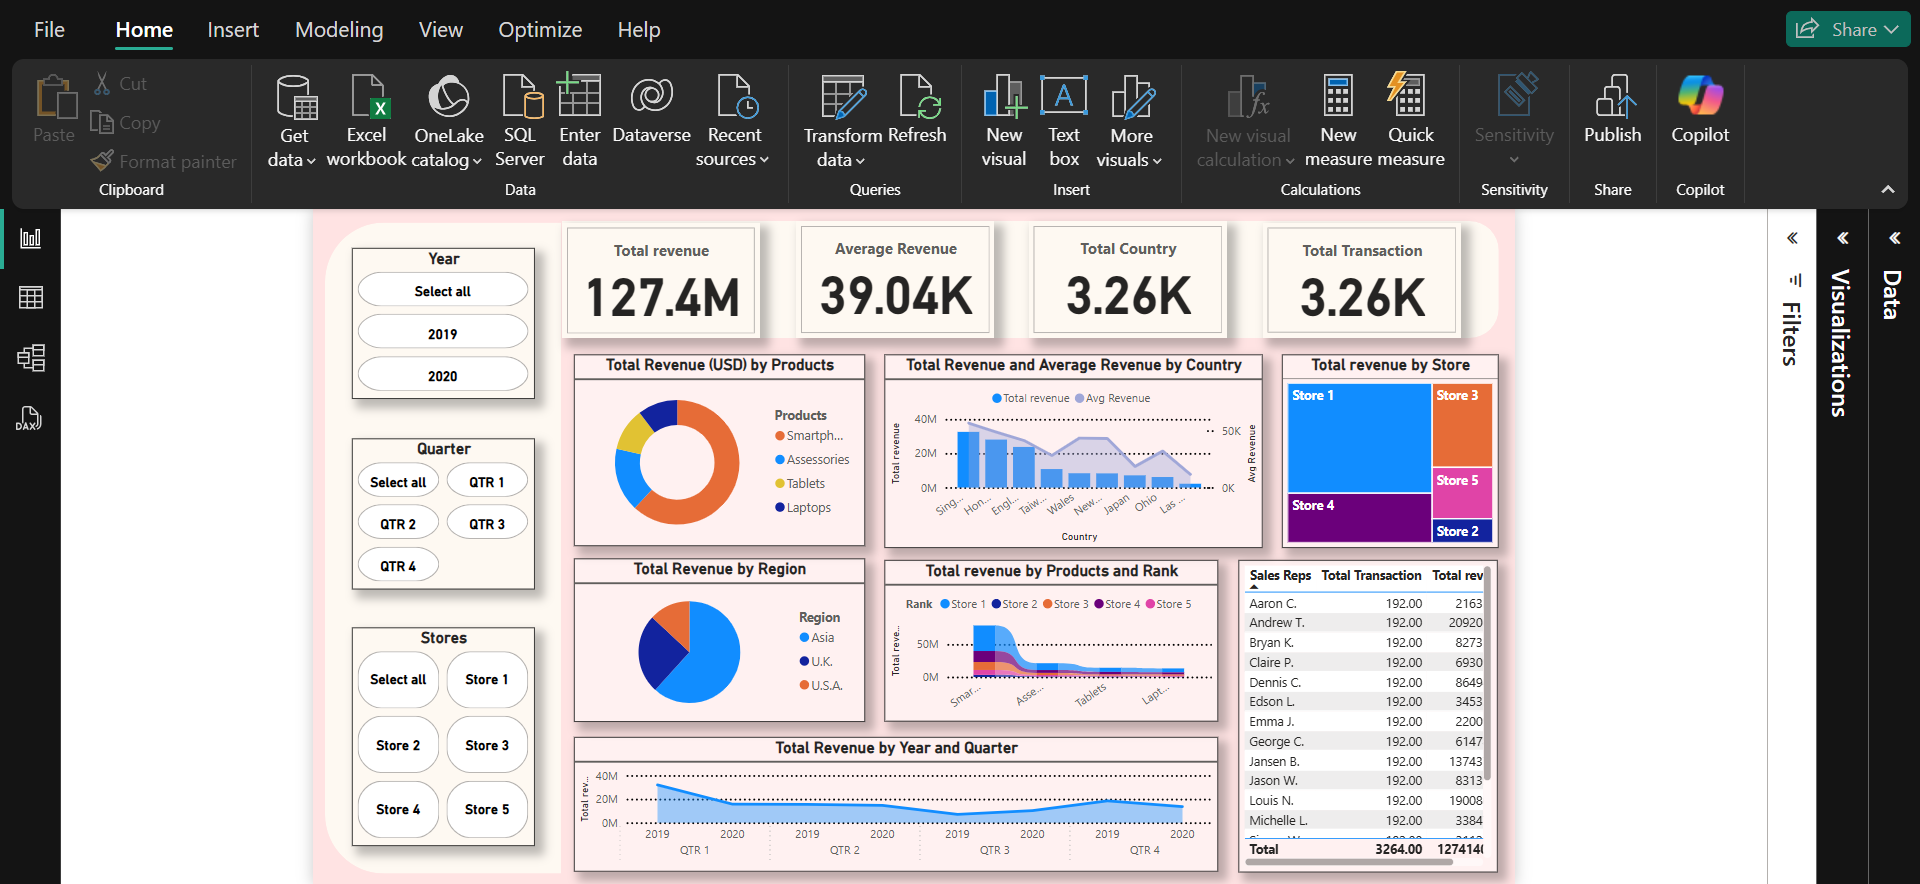 File Home Insert Modeling View Optimize Help Share
Paste Cut Copy Format painter Clipboard
Get data Excel workbook OneLake catalog SQL Server Enter data Dataverse Recent sources Data
Transform data Refresh Queries
New visual Text box More visuals Insert
New visual calculation New measure Quick measure Calculations
Sensitivity Sensitivity
Publish Share
Copilot Copilot
DAX
Year
Select all
2019
2020
Quarter
Select all QTR 1
QTR 2 QTR 3
QTR 4
Stores
Select all Store 1
Store 2 Store 3
Store 4 Store 5
Total revenue
127.4M
Average Revenue
39.04K
Total Country
3.26K
Total Transaction
3.26K
Total Revenue (USD) by Products
Products
Smartph...
Assessories
Tablets
Laptops
Total Revenue and Average Revenue by Country
Total revenue Avg Revenue
Total revenue
40M
20M
0M
50K
0K
Avg Revenue
Sing... Hon... Engl... Taiw... Wales New... Japan Ohio Las ...
Country
Total revenue by Store
Store 1 Store 3
Store 5
Store 4
Store 2
Total Revenue by Region
Region
Asia
U.K.
U.S.A.
Total revenue by Products and Rank
Rank Store 1 Store 2 Store 3 Store 4 Store 5
Total reve...
50M
0M
Smar... Asse... Tablets Lapt...
Total Revenue by Year and Quarter
Total rev...
40M
20M
0M
2019 2020 2019 2020 2019 2020 2019 2020
QTR 1 QTR 2 QTR 3 QTR 4
Sales Reps Total Transaction Total rev
Aaron C. 192.00 2163
Andrew T. 192.00 20920
Bryan K. 192.00 8273
Claire P. 192.00 6930
Dennis C. 192.00 8649
Edson L. 192.00 3453
Emma J. 192.00 2200
George C. 192.00 6147
Jansen B. 192.00 13743
Jason W. 192.00 8313
Louis N. 192.00 19008
Michelle L. 192.00 3384
Total 3264.00 127414
Filters
Visualizations
Data